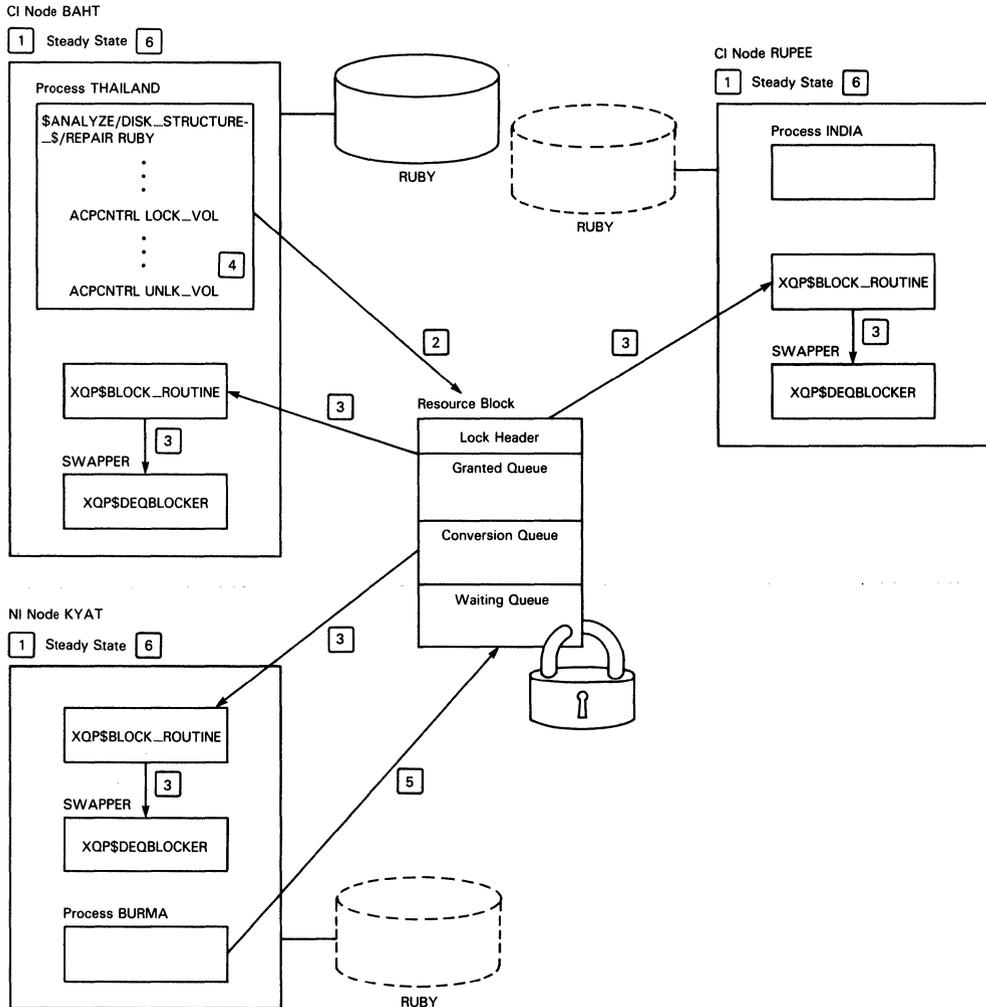 CI Node BAHT
1 Steady State 6
Process THAILAND
$ANALYZE/DISK_STRUCTURE-
_$/REPAIR RUBY
ACPCNTRL LOCK_VOL
4
ACPCNTRL UNLK_VOL
XQP$BLOCK_ROUTINE
3
SWAPPER
XQP$DEQBLOCKER
RUBY
RUBY
CI Node RUPEE
1 Steady State 6
Process INDIA
XQP$BLOCK_ROUTINE
3
SWAPPER
XQP$DEQBLOCKER
2
3
3
Resource Block
Lock Header
Granted Queue
Conversion Queue
Waiting Queue
3
5
NI Node KYAT
1 Steady State 6
XQP$BLOCK_ROUTINE
3
SWAPPER
XQP$DEQBLOCKER
Process BURMA
RUBY